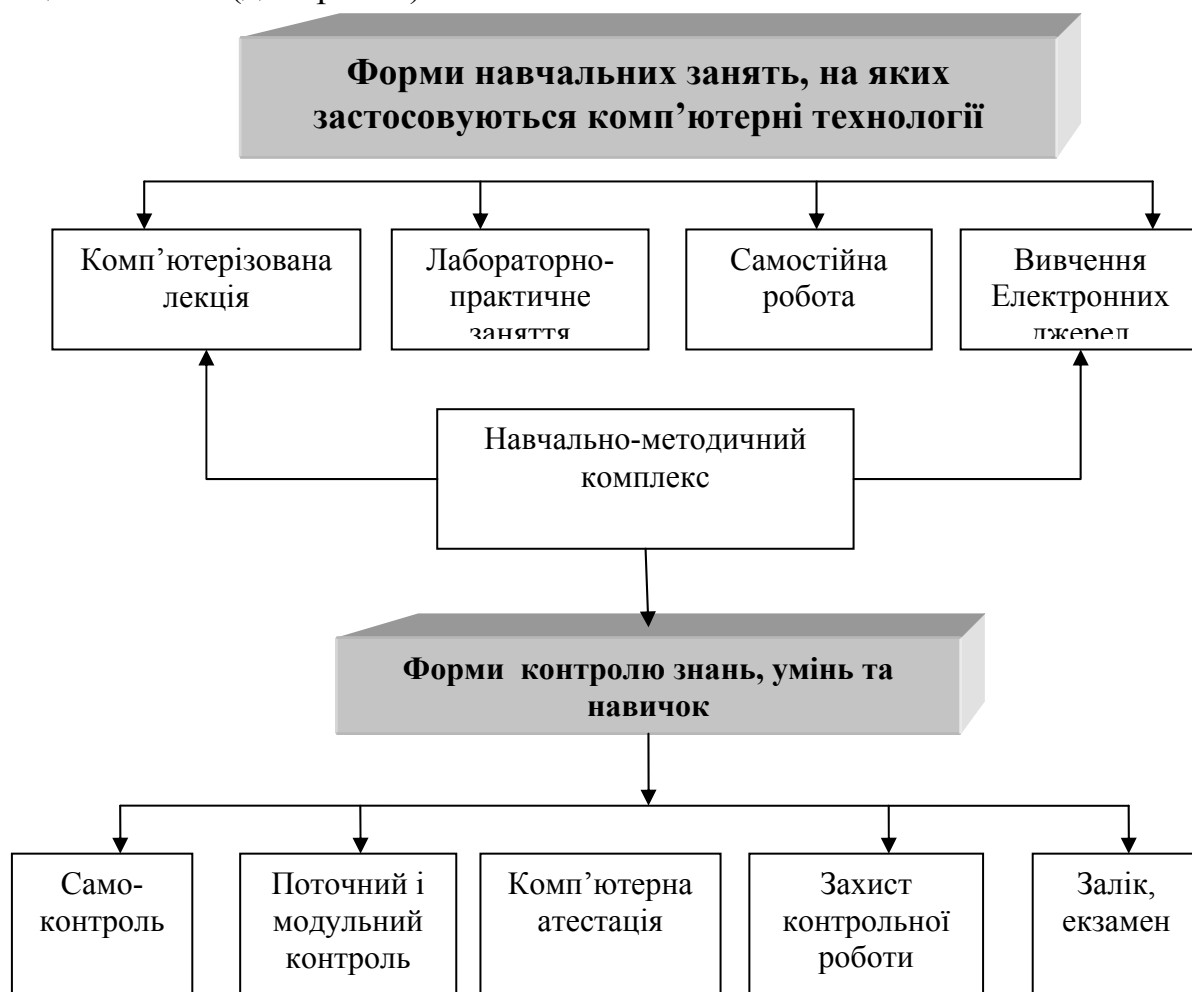 Форми навчальних занять, на яких
застосовуються комп’ютерні технології
Комп’ютерізована
лекція
Лабораторно-
практичне
заняття
Самостійна
робота
Вивчення
Електронних
джерел
Навчально-методичний
комплекс
Форми контролю знань, умінь та
навичок
Само-
контроль
Поточний і
модульний
контроль
Комп’ютерна
атестація
Захист
контрольної
роботи
Залік,
екзамен